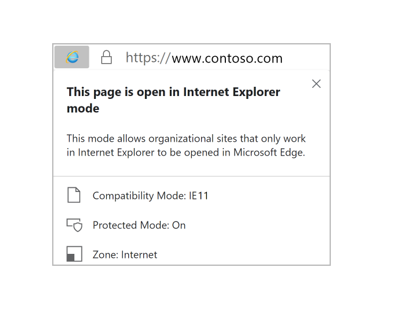 https://www.contoso.com
This page is open in Internet Explorer
mode
This mode allows organizational sites that only work
in Internet Explorer to be opened in Microsoft Edge.
Compatibility Mode: IE11
Protected Mode: On
Zone: Internet